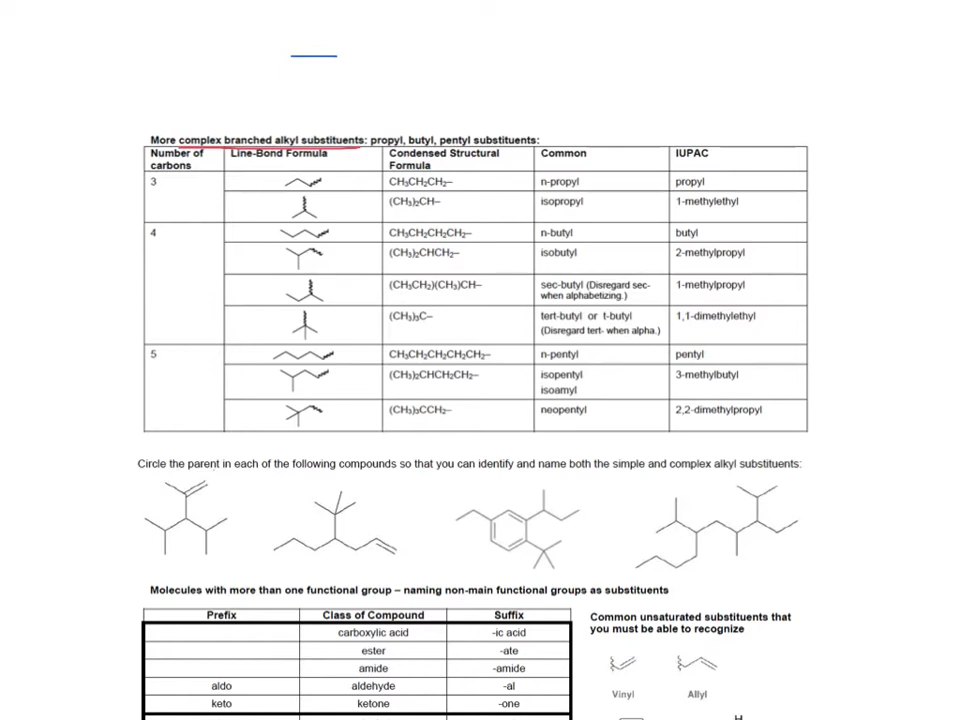 More complex branched alkyl substituents: propyl, butyl, pentyl substituents:
Number of carbons Line-Bond Formula Condensed Structural Formula Common IUPAC
3 CH₃CH₂CH₂– n-propyl propyl
(CH₃)₂CH– isopropyl 1-methylethyl
4 CH₃CH₂CH₂CH₂– n-butyl butyl
(CH₃)₂CHCH₂– isobutyl 2-methylpropyl
(CH₃CH₂)(CH₃)CH– sec-butyl (Disregard sec- when alphabetizing.) 1-methylpropyl
(CH₃)₃C– tert-butyl or t-butyl (Disregard tert- when alpha.) 1,1-dimethylethyl
5 CH₃CH₂CH₂CH₂CH₂– n-pentyl pentyl
(CH₃)₂CHCH₂CH₂– isopentyl isoamyl 3-methylbutyl
(CH₃)₃CCH₂– neopentyl 2,2-dimethylpropyl
Circle the parent in each of the following compounds so that you can identify and name both the simple and complex alkyl substituents:
Molecules with more than one functional group – naming non-main functional groups as substituents
Prefix Class of Compound Suffix
carboxylic acid -ic acid
ester -ate
amide -amide
aldo aldehyde -al
keto ketone -one
Common unsaturated substituents that
you must be able to recognize
Vinyl Allyl
H